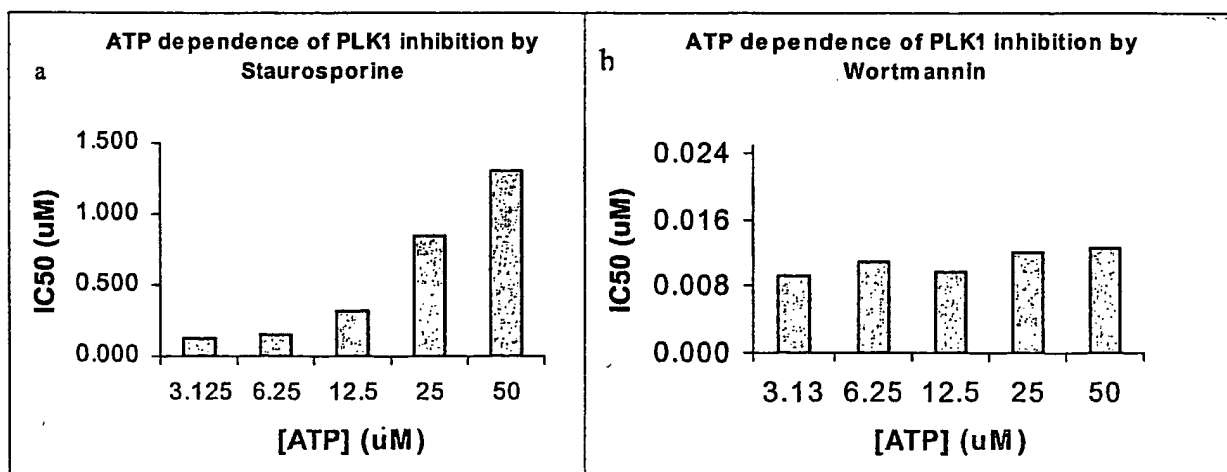 ATP dependence of PLK1 inhibition by
Staurosporine
a
1.500
1.000
0.500
0.000
IC50 (uM)
3.125 6.25 12.5 25 50
[ATP] (uM)
ATP dependence of PLK1 inhibition by
Wortmannin
b
0.024
0.016
0.008
0.000
IC50 (uM)
3.13 6.25 12.5 25 50
[ATP] (uM)